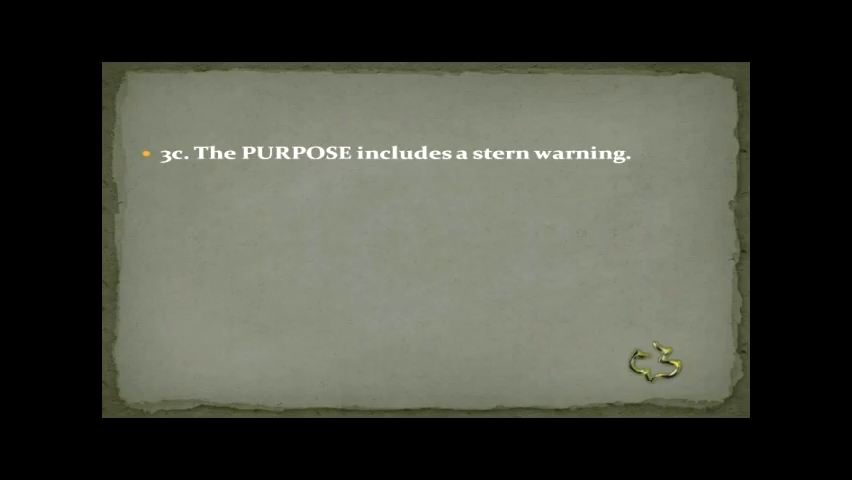 • 3c. The PURPOSE includes a stern warning.